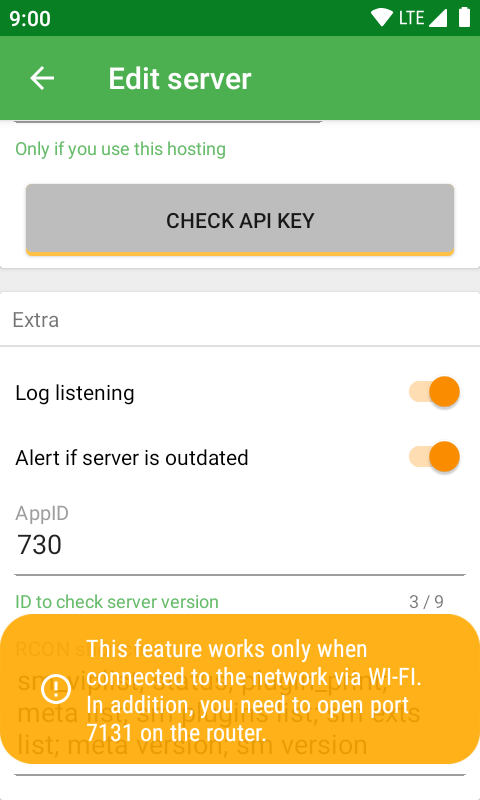 9:00 LTE
Edit server
Only if you use this hosting
CHECK API KEY
Extra
Log listening
Alert if server is outdated
AppID
730
ID to check server version 3 / 9
RCON
This feature works only when
connected to the network via WI-FI.
In addition, you need to open port
7131 on the router.
sm_viplist; status; plugin_print;
meta list; sm plugins list; sm exts
list; meta version; sm version